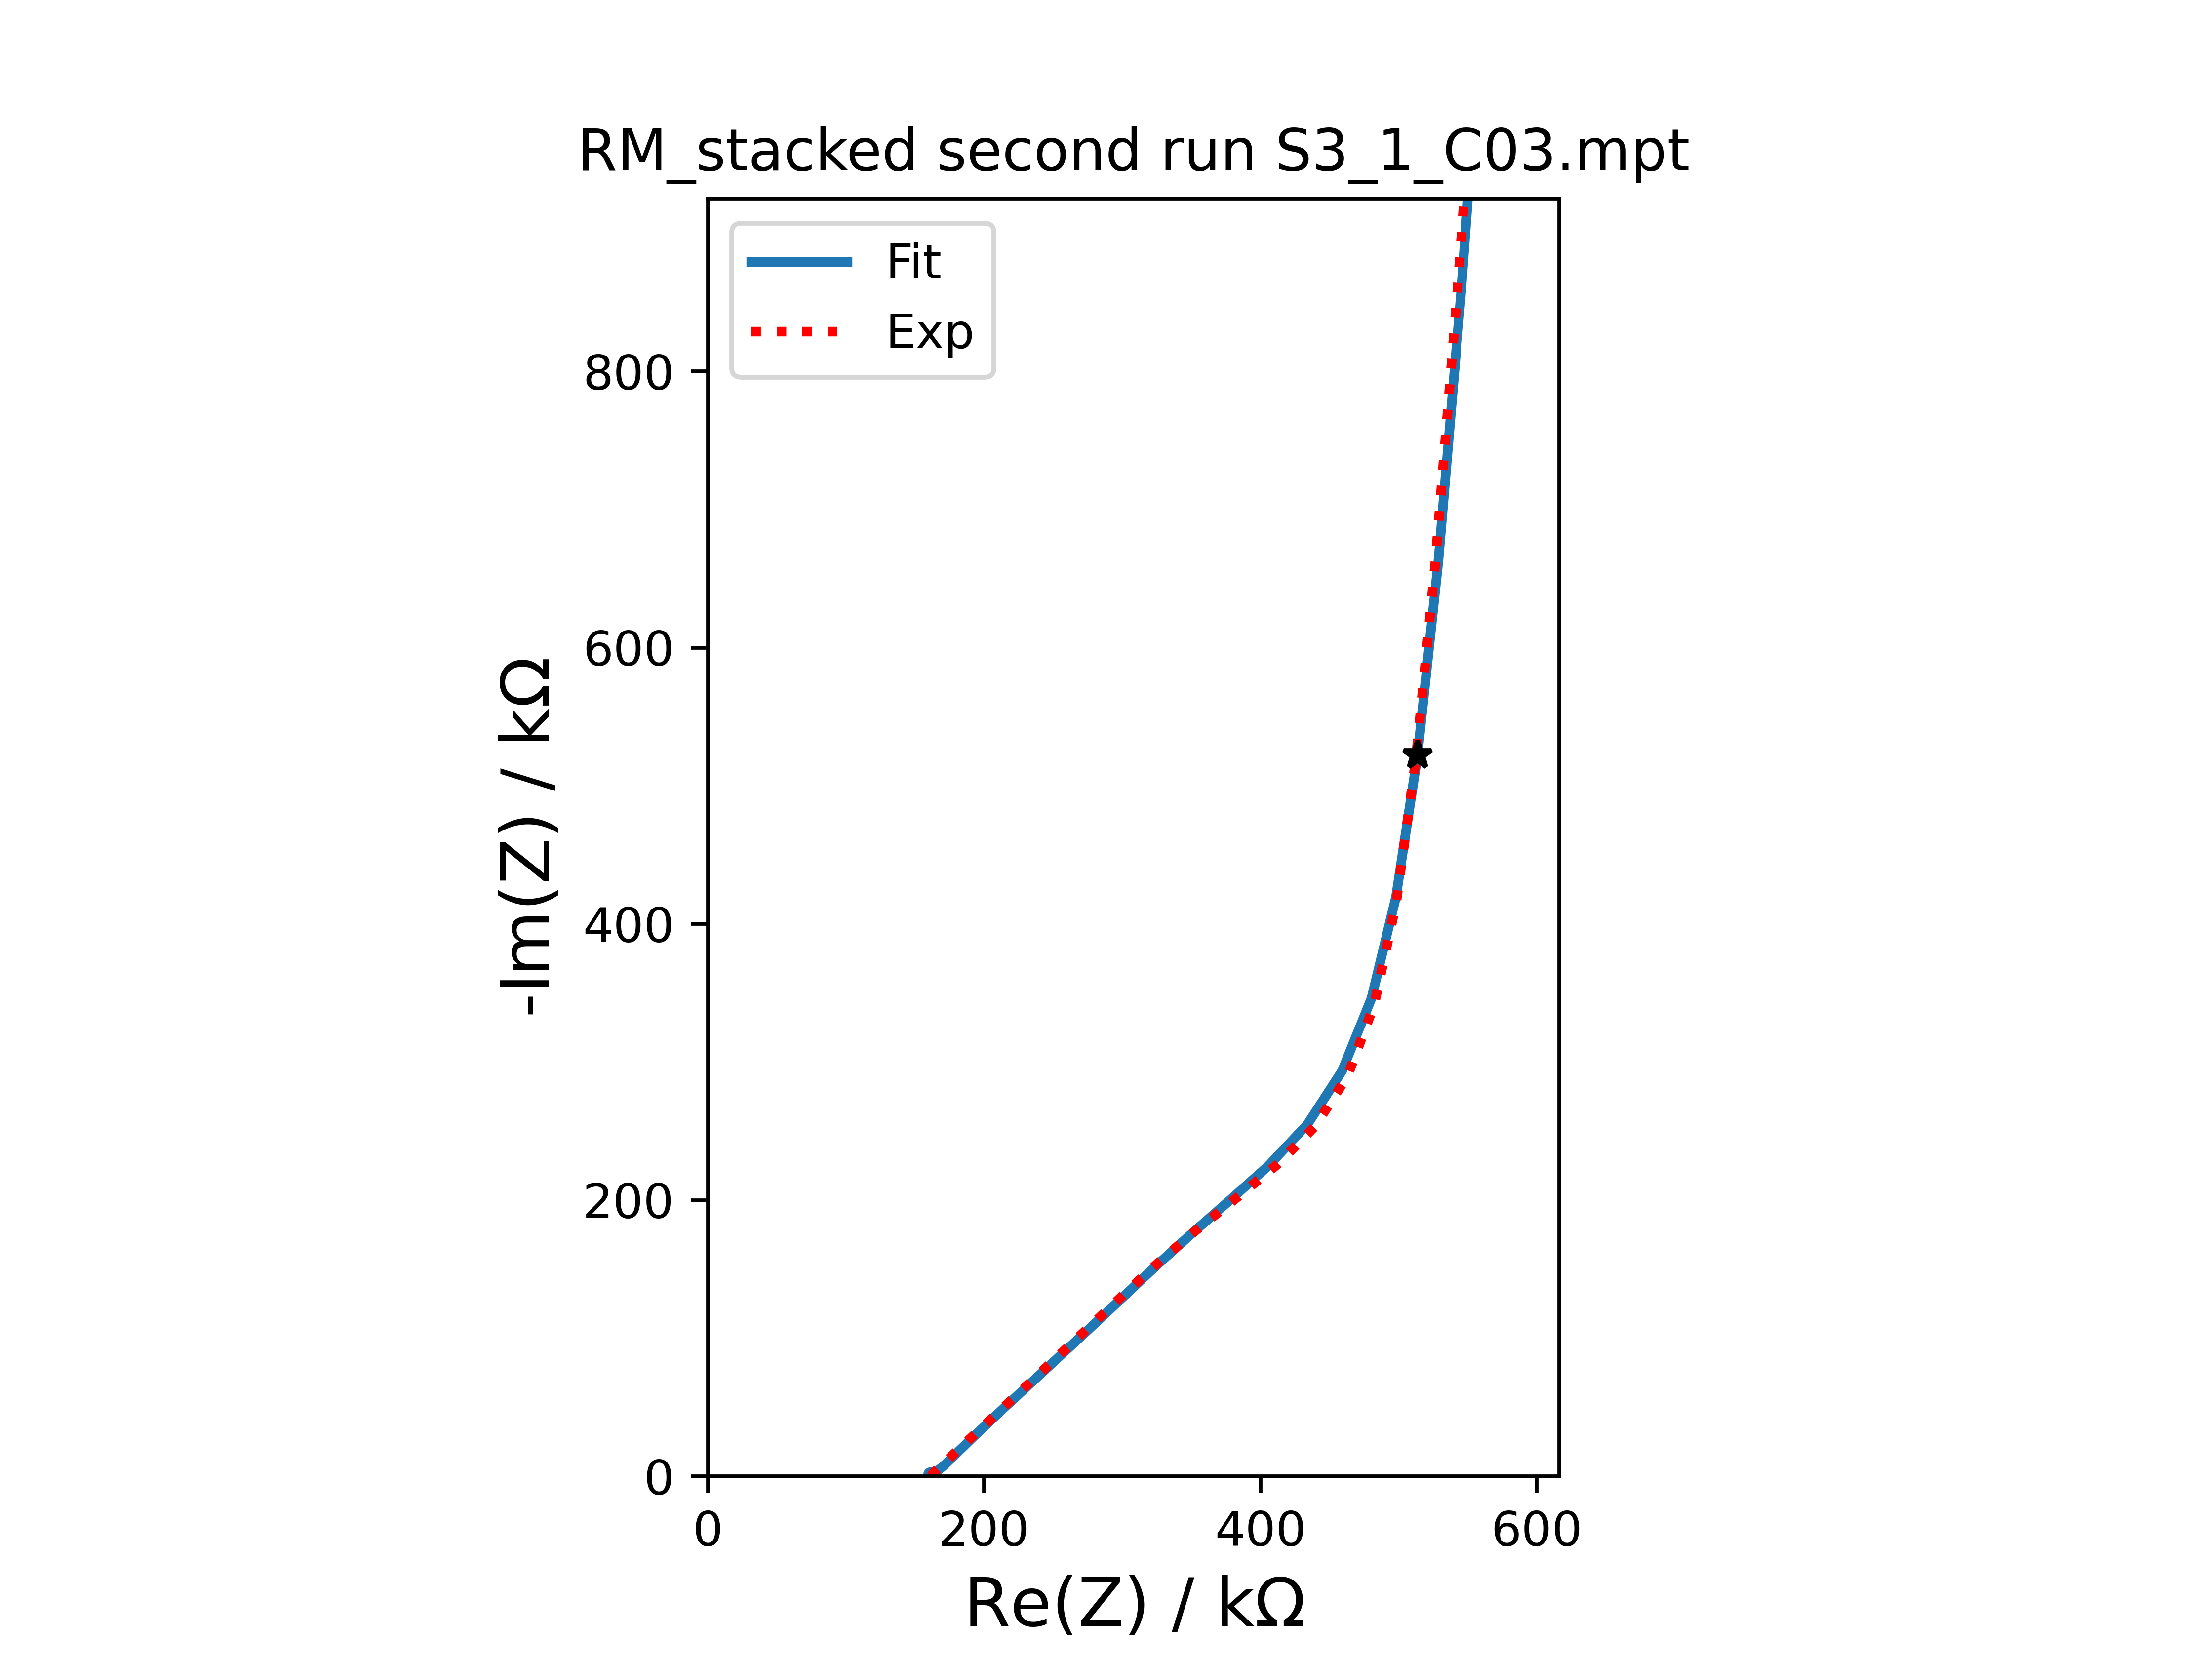 RM_stacked second run S3_1_C03.mpt
Fit
Exp
800
600
400
200
0
-Im(Z) / kΩ
0 200 400 600
Re(Z) / kΩ